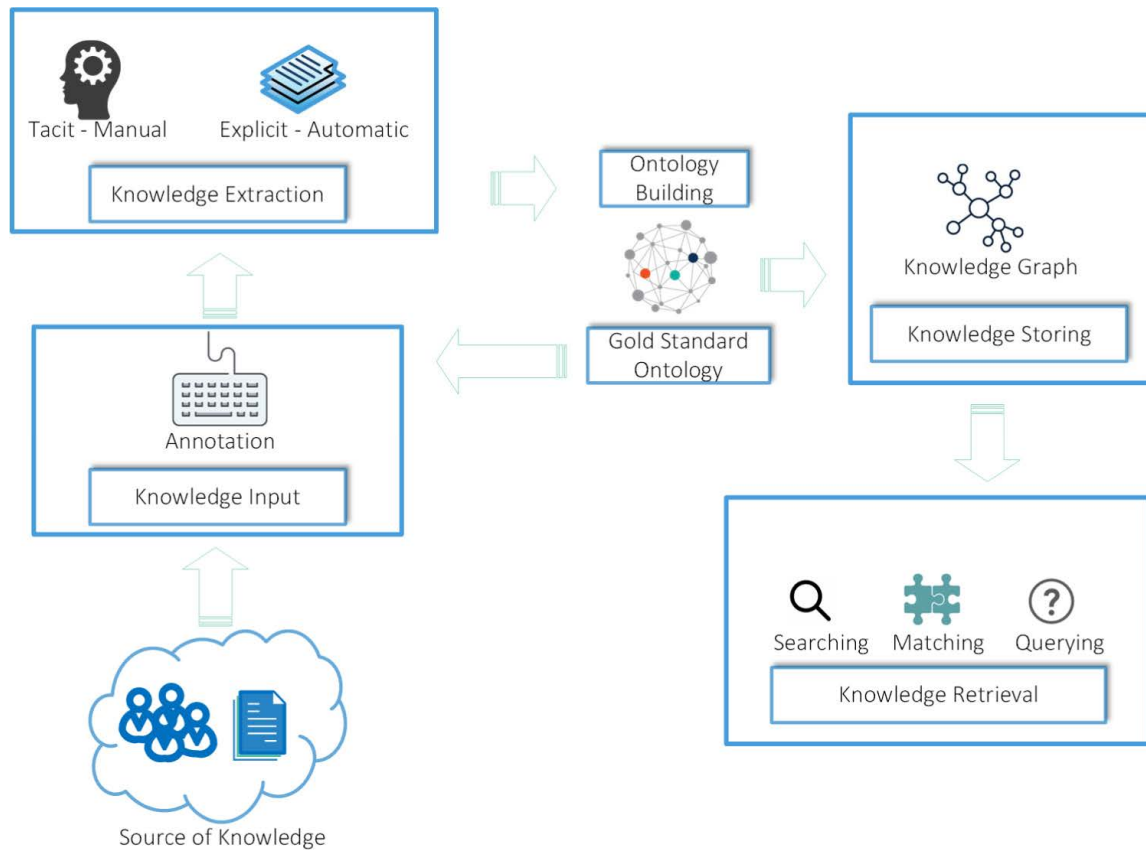 Tacit - Manual
Explicit - Automatic
Knowledge Extraction
Ontology
Building
Gold Standard
Ontology
Knowledge Graph
Knowledge Storing
Annotation
Knowledge Input
Searching
Matching
Querying
Knowledge Retrieval
Source of Knowledge